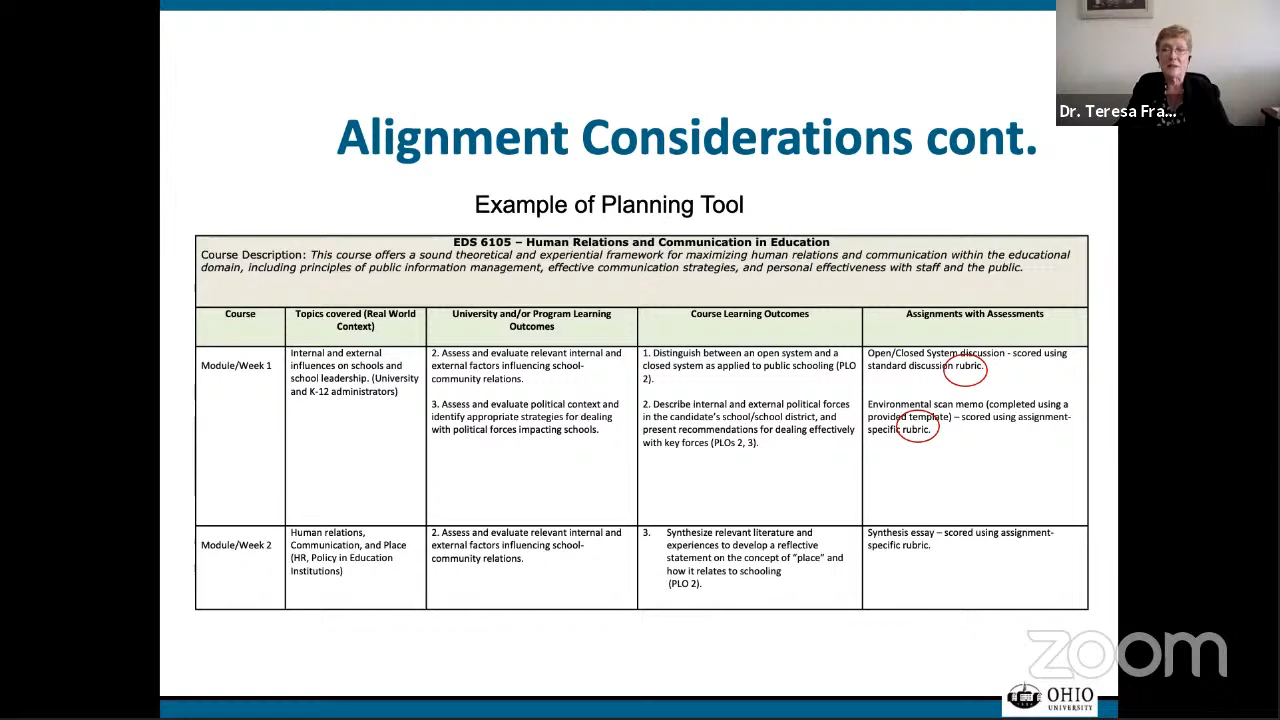 Dr. Teresa Fra...
Alignment Considerations cont.
Example of Planning Tool
EDS 6105 – Human Relations and Communication in Education
Course Description: This course offers a sound theoretical and experiential framework for maximizing human relations and communication within the educational
domain, including principles of public information management, effective communication strategies, and personal effectiveness with staff and the public.
Course
Topics covered (Real World
Context)
University and/or Program Learning
Outcomes
Course Learning Outcomes
Assignments with Assessments
Module/Week 1
Internal and external
influences on schools and
school leadership. (University
and K-12 administrators)
2. Assess and evaluate relevant internal and
external factors influencing school-
community relations.
3. Assess and evaluate political context and
identify appropriate strategies for dealing
with political forces impacting schools.
1. Distinguish between an open system and a
closed system as applied to public schooling (PLO
2).
2. Describe internal and external political forces
in the candidate's school/school district, and
present recommendations for dealing effectively
with key forces (PLOs 2, 3).
Open/Closed System discussion - scored using
standard discussion rubric.
Environmental scan memo (completed using a
provided template) – scored using assignment-
specific rubric.
Module/Week 2
Human relations,
Communication, and Place
(HR, Policy in Education
Institutions)
2. Assess and evaluate relevant internal and
external factors influencing school-
community relations.
3. Synthesize relevant literature and
experiences to develop a reflective
statement on the concept of "place" and
how it relates to schooling
(PLO 2).
Synthesis essay – scored using assignment-
specific rubric.
zoom
OHIO
UNIVERSITY